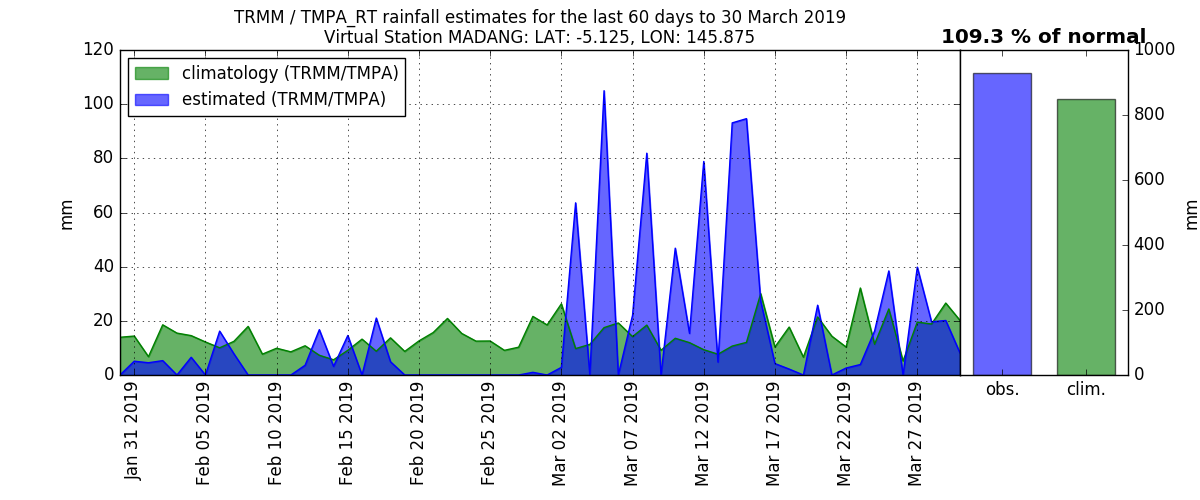 TRMM / TMPA_RT rainfall estimates for the last 60 days to 30 March 2019
Virtual Station MADANG: LAT: -5.125, LON: 145.875
109.3 % of normal
climatology (TRMM/TMPA)
estimated (TRMM/TMPA)
120
100
80
60
40
20
0
mm
Jan 31 2019
Feb 05 2019
Feb 10 2019
Feb 15 2019
Feb 20 2019
Feb 25 2019
Mar 02 2019
Mar 07 2019
Mar 12 2019
Mar 17 2019
Mar 22 2019
Mar 27 2019
obs.
clim.
1000
800
600
400
200
0
mm